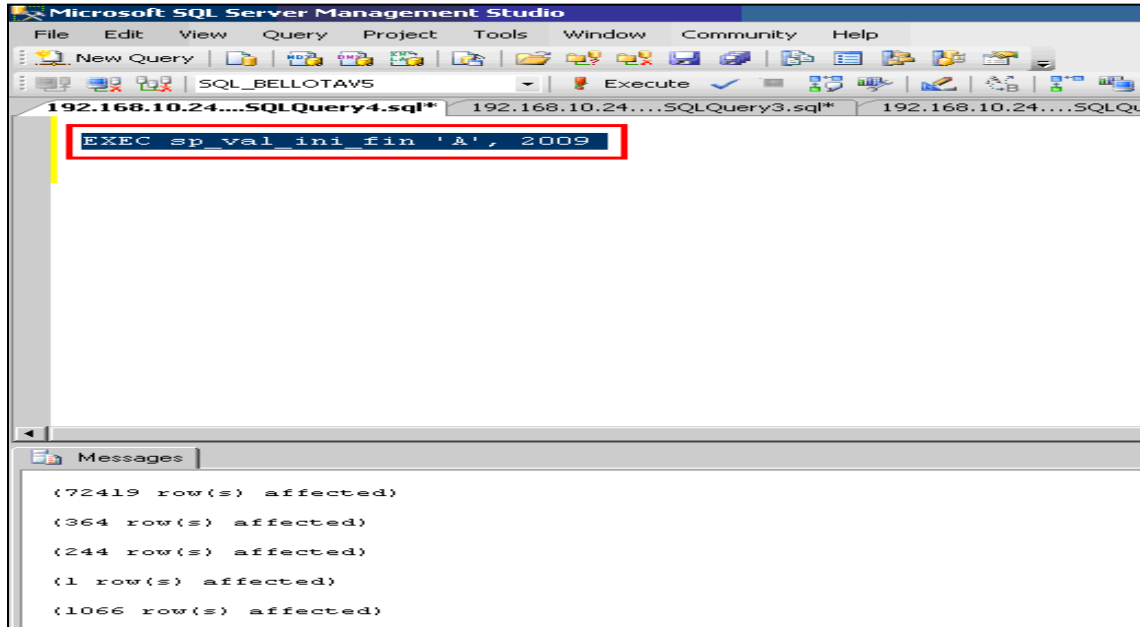 Microsoft SQL Server Management Studio
File Edit View Query Project Tools Window Community Help
New Query
SQL_BELLOTAV5 Execute
192.168.10.24....SQLQuery4.sql* 192.168.10.24....SQLQuery3.sql* 192.168.10.24....SQLQu
EXEC sp_val_ini_fin 'A', 2009
Messages
(72419 row(s) affected)
(364 row(s) affected)
(244 row(s) affected)
(1 row(s) affected)
(1066 row(s) affected)